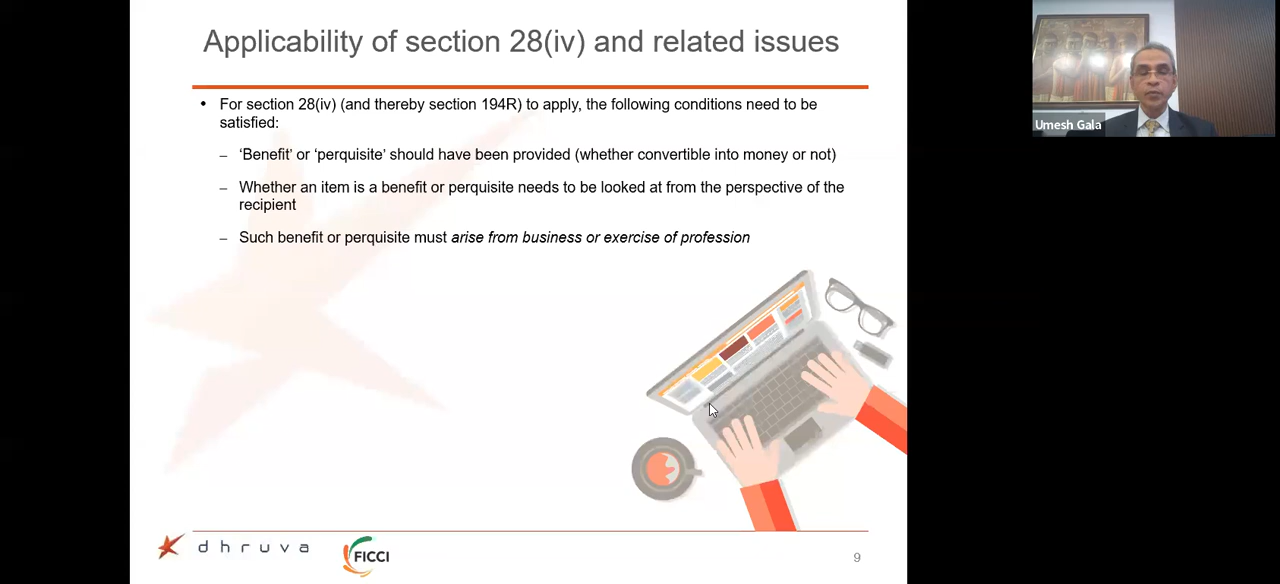 Applicability of section 28(iv) and related issues
• For section 28(iv) (and thereby section 194R) to apply, the following conditions need to be
satisfied:
– ‘Benefit’ or ‘perquisite’ should have been provided (whether convertible into money or not)
– Whether an item is a benefit or perquisite needs to be looked at from the perspective of the
recipient
– Such benefit or perquisite must arise from business or exercise of profession
dhruva
FICCI
9
Umesh Gala